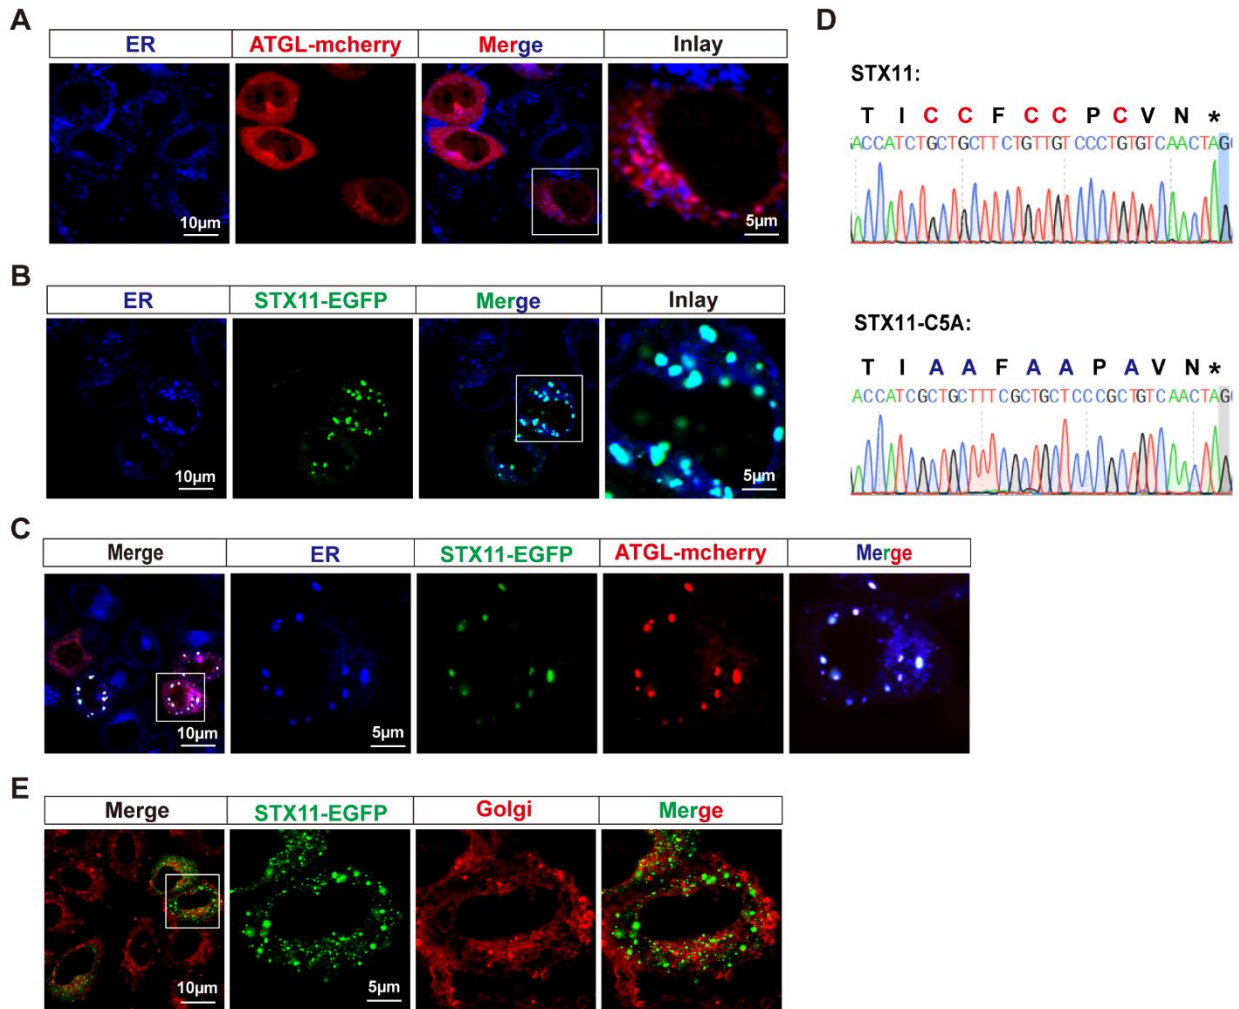 A
ER ATGL-mcherry Merge Inlay
10μm 5μm
B
ER STX11-EGFP Merge Inlay
10μm 5μm
C
Merge ER STX11-EGFP ATGL-mcherry Merge
10μm 5μm
D
STX11:
T I C C F C C P C V N *
ACCATCTGCTGCTTCTGTTGTCCCTGTGTCAACTAG
STX11-C5A:
T I A A F A A P A V N *
ACCATCGCTGCTTTCGCTGCTCCCGCTGTCAACTAG
E
Merge STX11-EGFP Golgi Merge
10μm 5μm